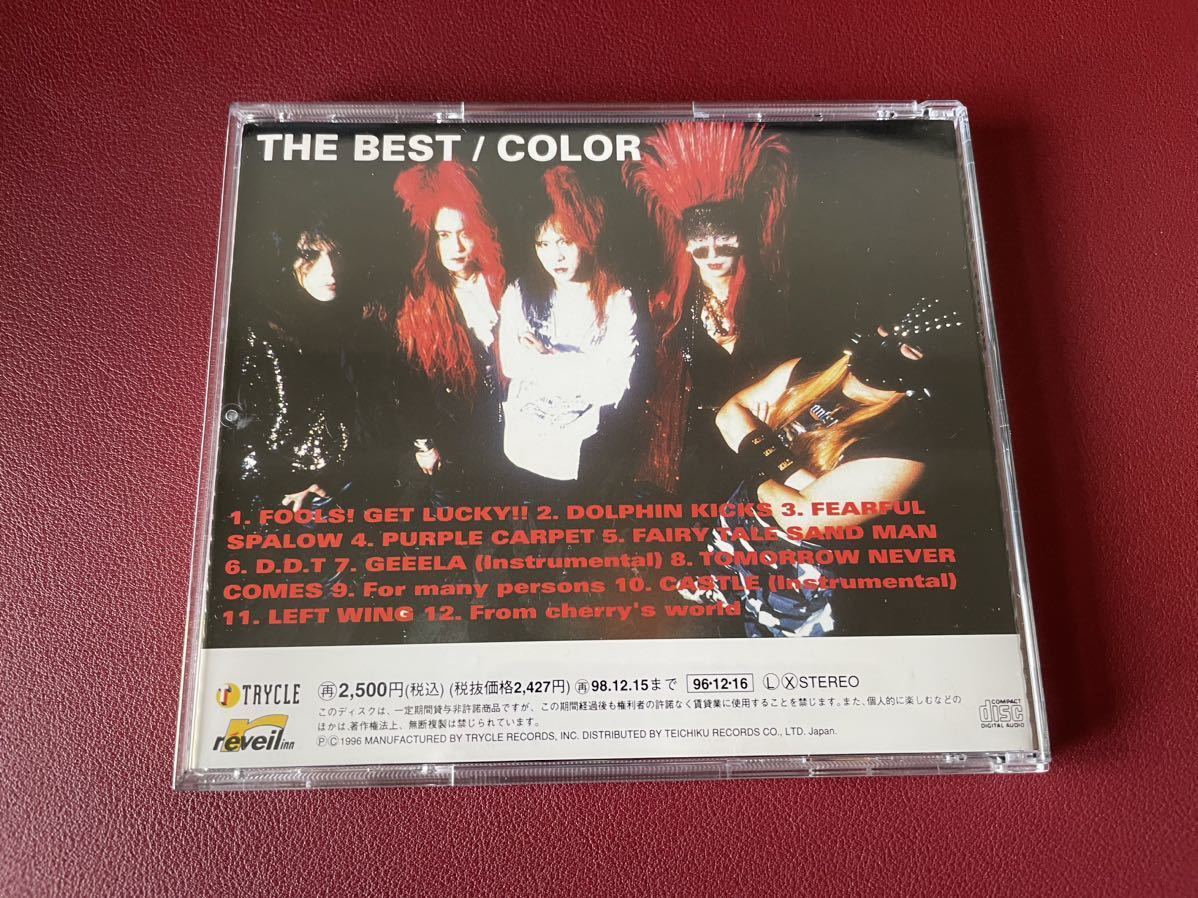 THE BEST / COLOR
1. FOOLS! GET LUCKY!! 2. DOLPHIN KICKS 3. FEARFUL
SPALOW 4. PURPLE CARPET 5. FAIRY TALE SAND MAN
6. D.D.T 7. GEEELA (Instrumental) 8. TOMORROW NEVER
COMES 9. For many persons 10. CASTLE (Instrumental)
11. LEFT WING 12. From cherry's world
TRYCLE
réveil inn
㊢2,500円(税込) (税抜価格2,427円) 再98.12.15まで 96·12·16 Ⓛ Ⓧ STEREO
このディスクは、一定期間貸与非許諾商品ですが、この期間経過後も権利者の許諾なく賃貸業に使用することを禁じます。また、個人的に楽しむなどの
ほかは、著作権法上、無断複製は禁じられています。
ⓅⒸ1996 MANUFACTURED BY TRYCLE RECORDS, INC. DISTRIBUTED BY TEICHIKU RECORDS CO., LTD. Japan.
COMPACT
disc
DIGITAL AUDIO